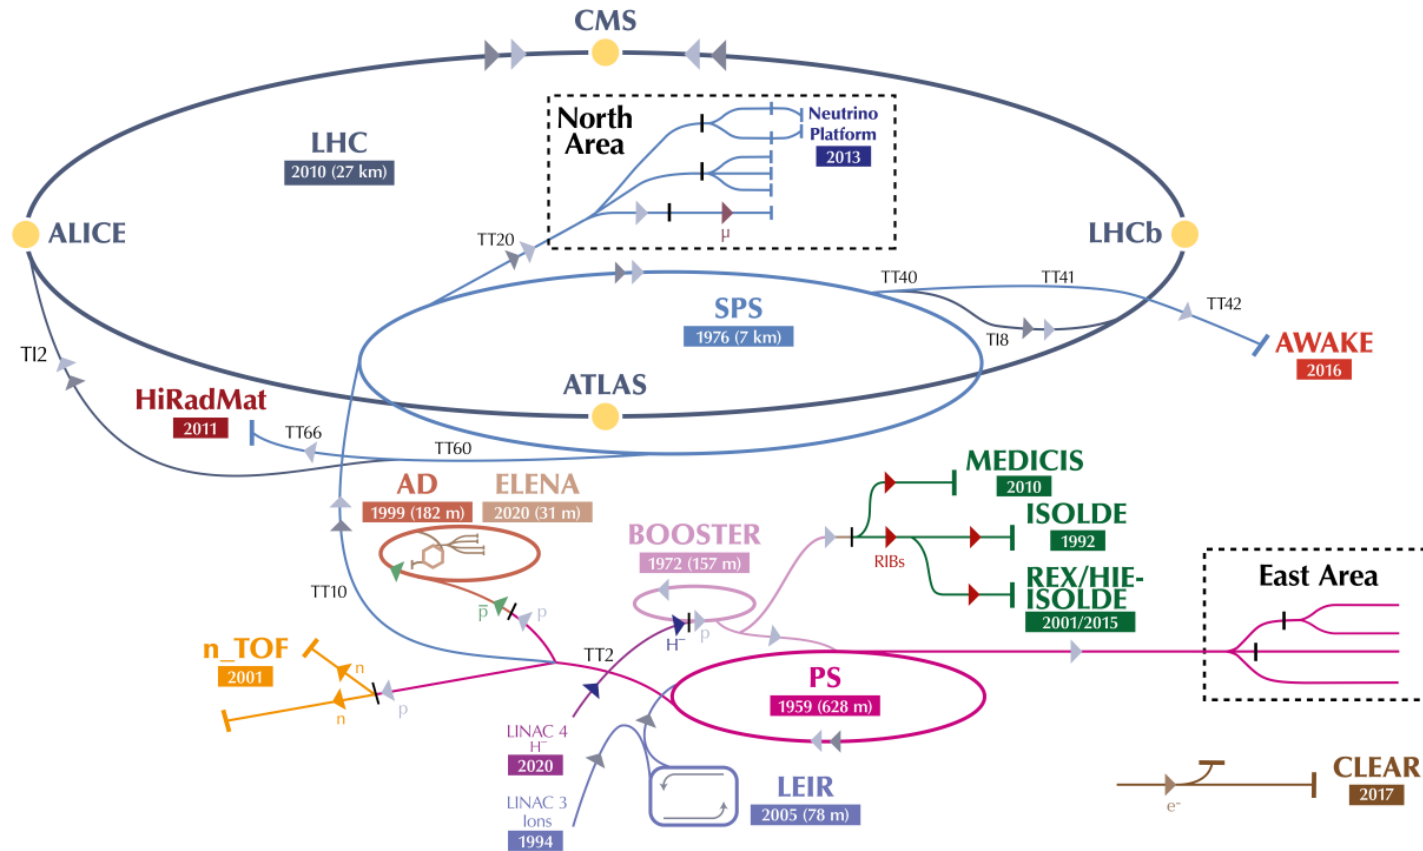 CMS
LHC
2010 (27 km)
North
Area
Neutrino
Platform
2013
μ
ALICE
LHCb
TT20
SPS
1976 (7 km)
TT40
TT41
TT42
TI8
AWAKE
2016
TI2
ATLAS
HiRadMat
2011
TT66
TT60
AD
1999 (182 m)
ELENA
2020 (31 m)
p̅
p
TT10
BOOSTER
1972 (157 m)
H⁻
p
MEDICIS
2010
ISOLDE
1992
RIBs
REX/HIE-
ISOLDE
2001/2015
East Area
n_TOF
2001
n
n
p
TT2
PS
1959 (628 m)
LINAC 4
H⁻
2020
LINAC 3
Ions
1994
LEIR
2005 (78 m)
e⁻
CLEAR
2017